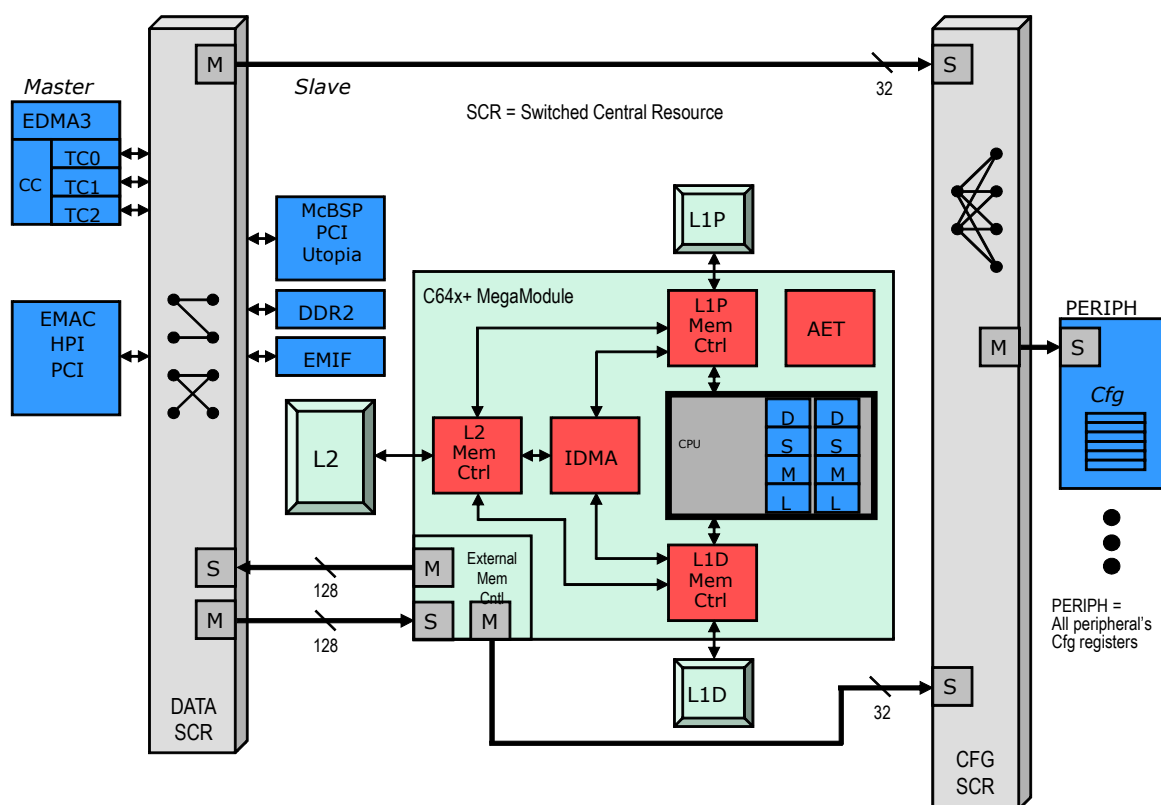 M
S
32
Master
Slave
SCR = Switched Central Resource
EDMA3
CC
TC0
TC1
TC2
McBSP
PCI
Utopia
L1P
C64x+ MegaModule
DDR2
EMIF
EMAC
HPI
PCI
L1P
Mem
Ctrl
AET
PERIPH
M
S
Cfg
L2
L2
Mem
Ctrl
IDMA
CPU
D
S
M
L
D
S
M
L
S
128
M
External
Mem
Cntl
L1D
Mem
Ctrl
M
128
S
M
PERIPH =
All peripheral's
Cfg registers
L1D
S
32
DATA
SCR
CFG
SCR